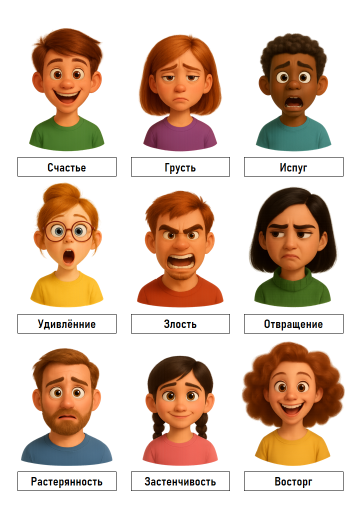 Счастье
Грусть
Испуг
Удивлённие
Злость
Отвращение
Растерянность
Застенчивость
Восторг